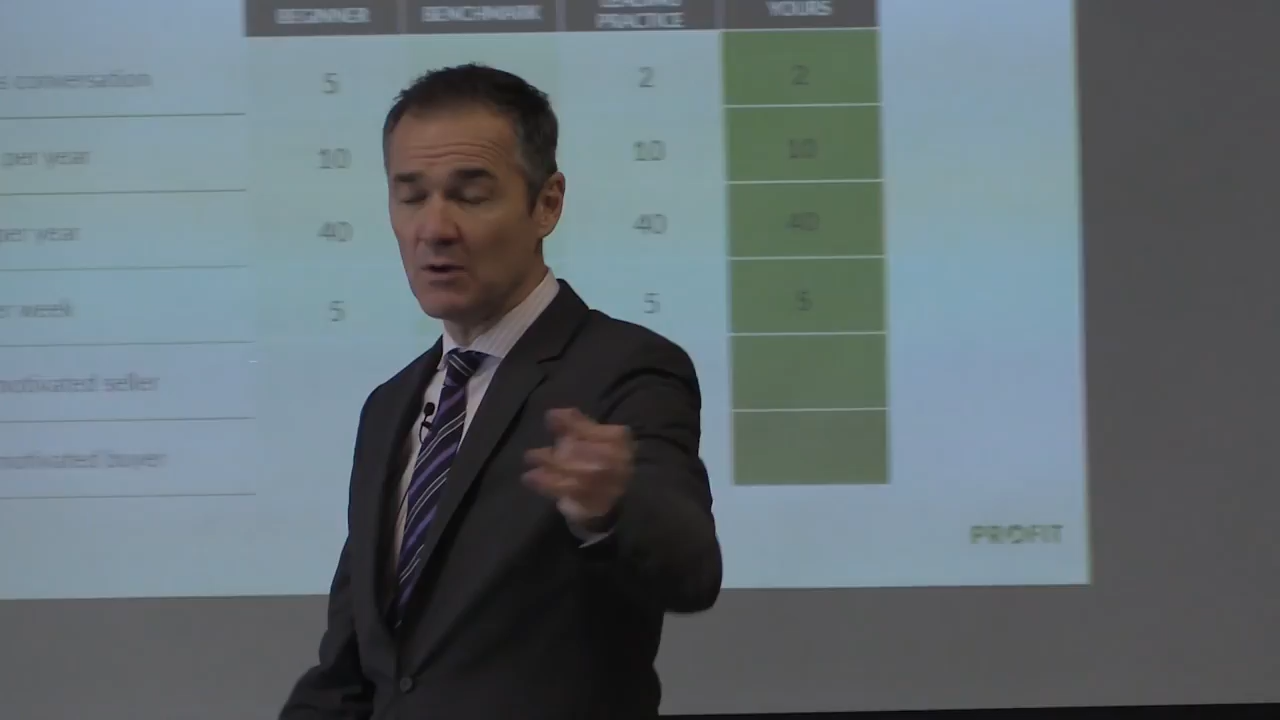 BEGINNER BENCHMARK LEADING PRACTICE YOURS
conversation 5 2 2
per year 10 10 10
per year 40 40 40
week 5 5 5
motivated seller
motivated buyer
PROFIT